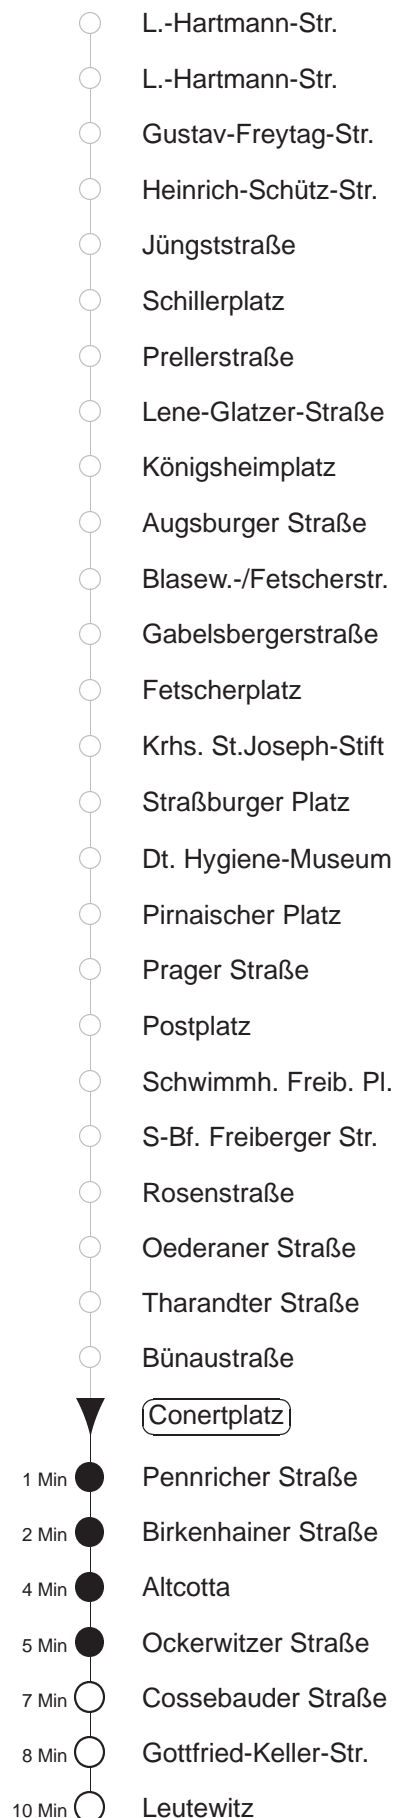 L.-Hartmann-Str.
L.-Hartmann-Str.
Gustav-Freytag-Str.
Heinrich-Schütz-Str.
Jüngststraße
Schillerplatz
Prellerstraße
Lene-Glatzer-Straße
Königsheimplatz
Augsburger Straße
Blasew.-/Fetscherstr.
Gabelsbergerstraße
Fetscherplatz
Krhs. St.Joseph-Stift
Straßburger Platz
Dt. Hygiene-Museum
Pirnaischer Platz
Prager Straße
Postplatz
Schwimmh. Freib. Pl.
S-Bf. Freiberger Str.
Rosenstraße
Oederaner Straße
Tharandter Straße
Bünaustraße
Conertplatz
1 Min Pennricher Straße
2 Min Birkenhainer Straße
4 Min Altcotta
5 Min Ockerwitzer Straße
7 Min Cossebauder Straße
8 Min Gottfried-Keller-Str.
10 Min Leutewitz